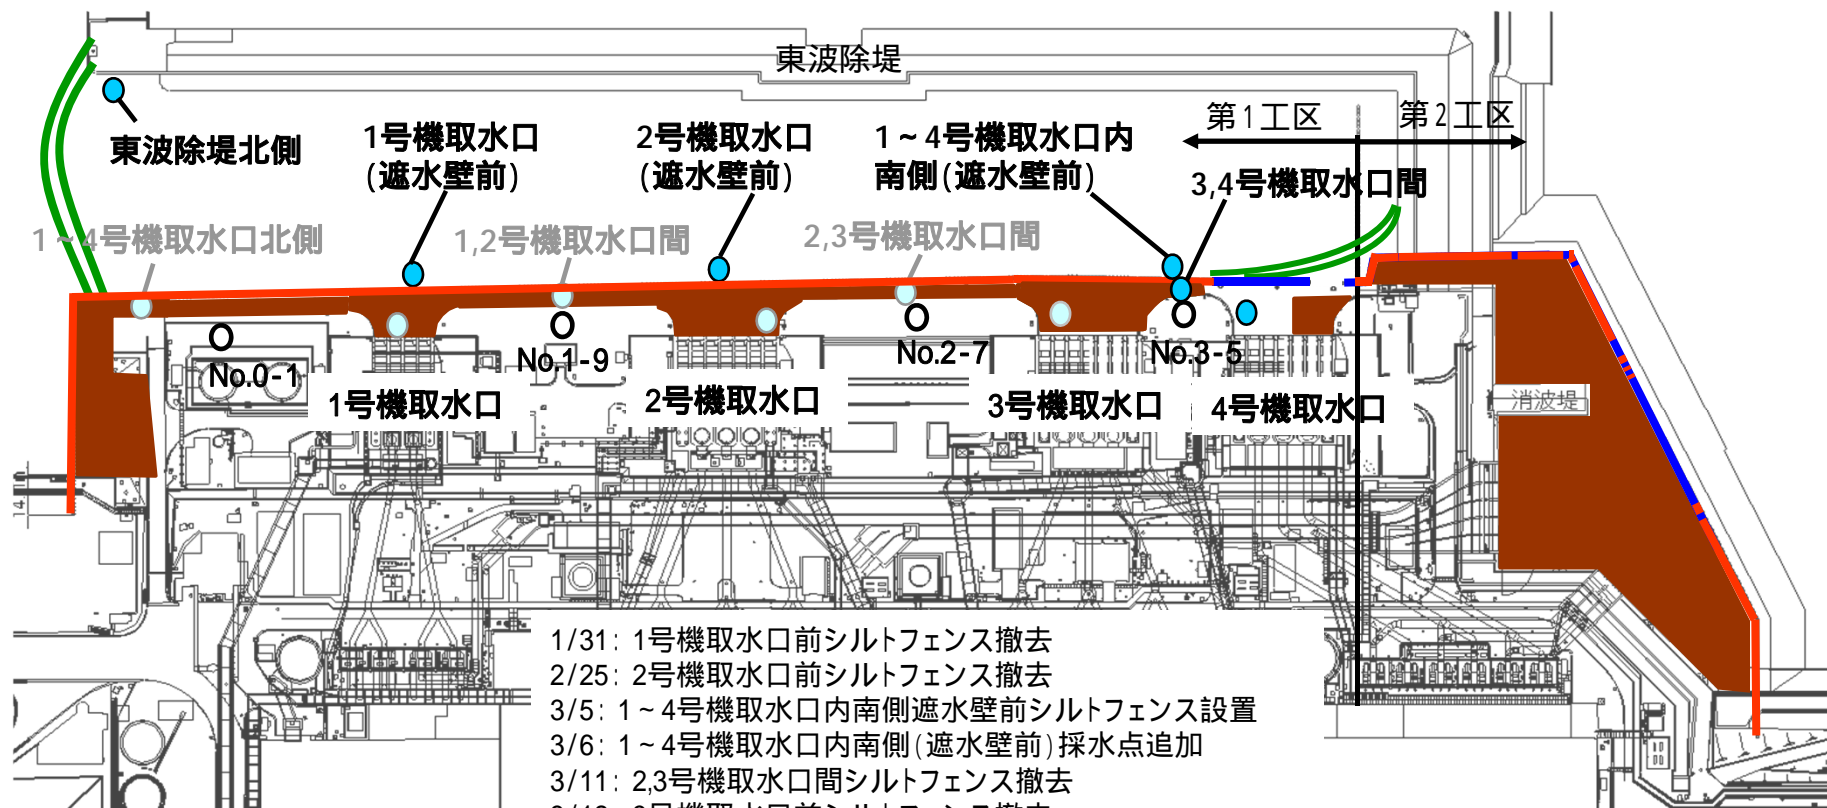 東波除堤
第1工区
第2工区
東波除堤北側
1号機取水口
(遮水壁前)
2号機取水口
(遮水壁前)
1~4号機取水口内
南側(遮水壁前)
3,4号機取水口間
1~4号機取水口北側
1,2号機取水口間
2,3号機取水口間
No.0-1
No.1-9
No.2-7
No.3-5
1号機取水口
2号機取水口
3号機取水口
4号機取水口
消波堤
1/31: 1号機取水口前シルトフェンス撤去
2/25: 2号機取水口前シルトフェンス撤去
3/5: 1~4号機取水口内南側遮水壁前シルトフェンス設置
3/6: 1~4号機取水口内南側(遮水壁前)採水点追加
3/11: 2,3号機取水口間シルトフェンス撤去